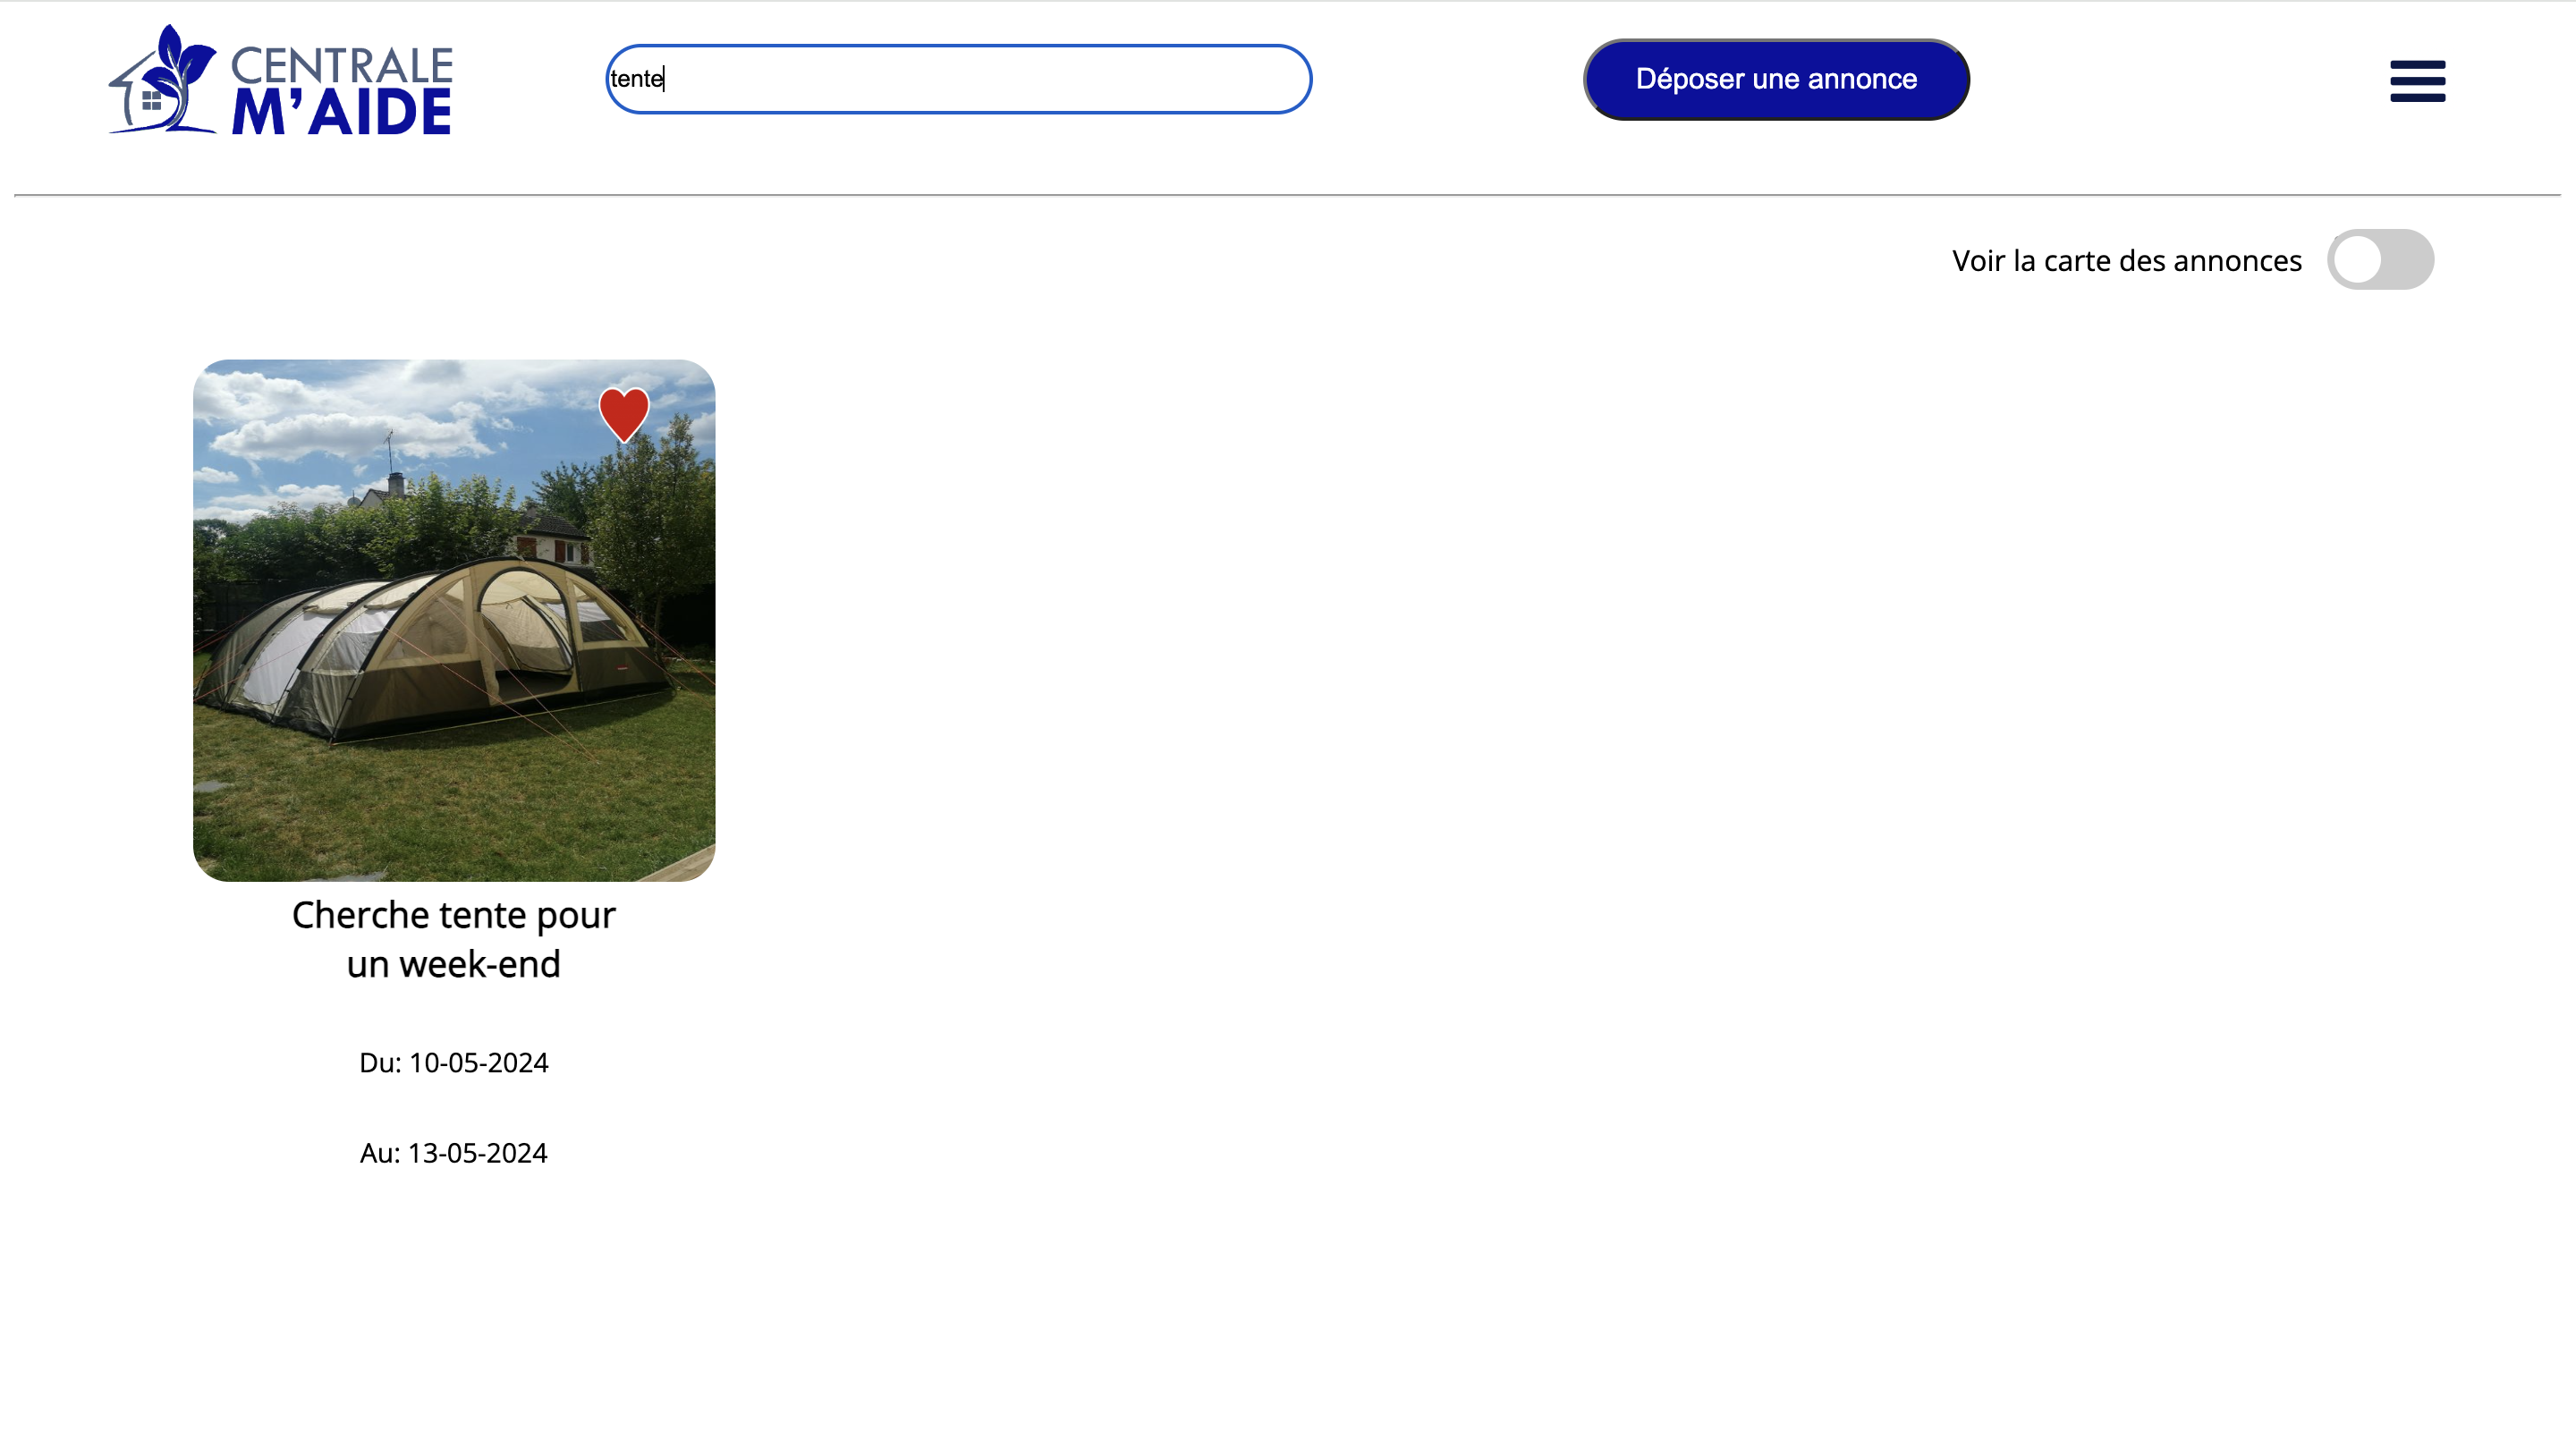 CENTRALE
M'AIDE
tente
Déposer une annonce
Voir la carte des annonces
Cherche tente pour
un week-end
Du: 10-05-2024
Au: 13-05-2024